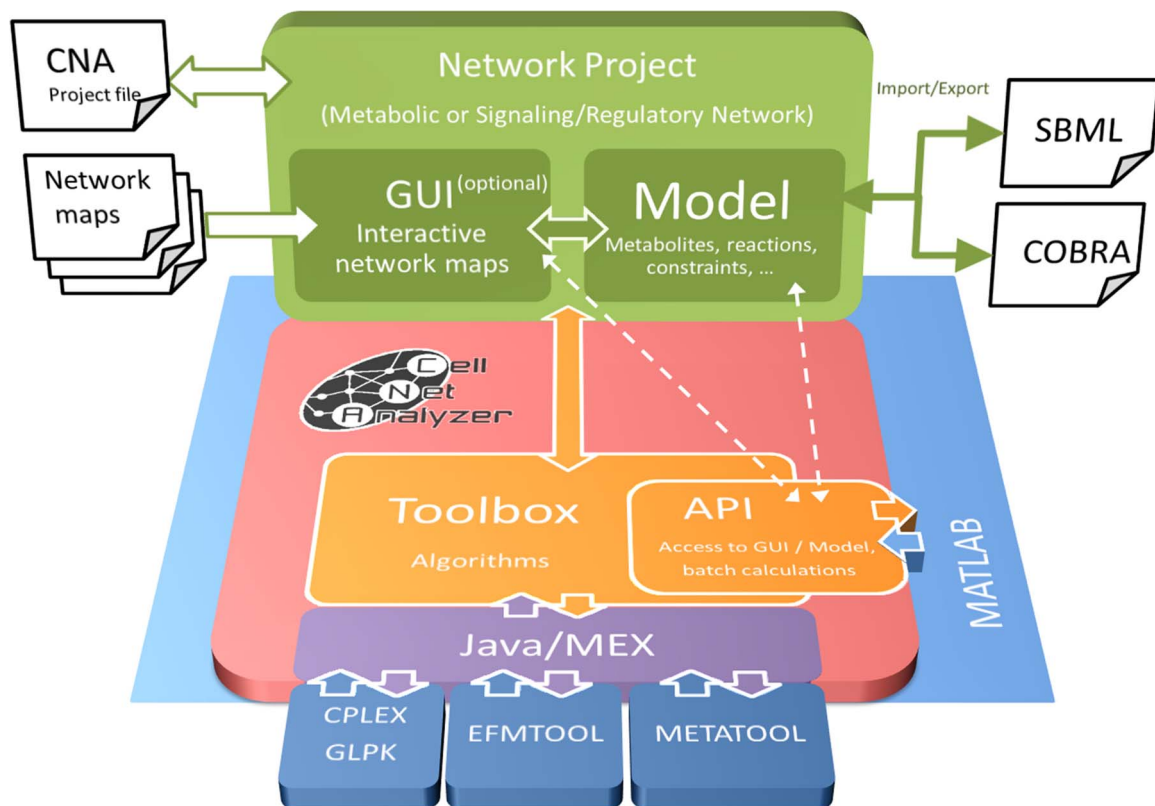 CNA
Project file
Network
maps
Network Project
(Metabolic or Signaling/Regulatory Network)
GUI (optional)
Interactive
network maps
Model
Metabolites, reactions,
constraints, ...
Import/Export
SBML
COBRA
Cell
Net
Analyzer
Toolbox
Algorithms
API
Access to GUI / Model,
batch calculations
MATLAB
Java/MEX
CPLEX
GLPK
EFMTOOL
METATOOL